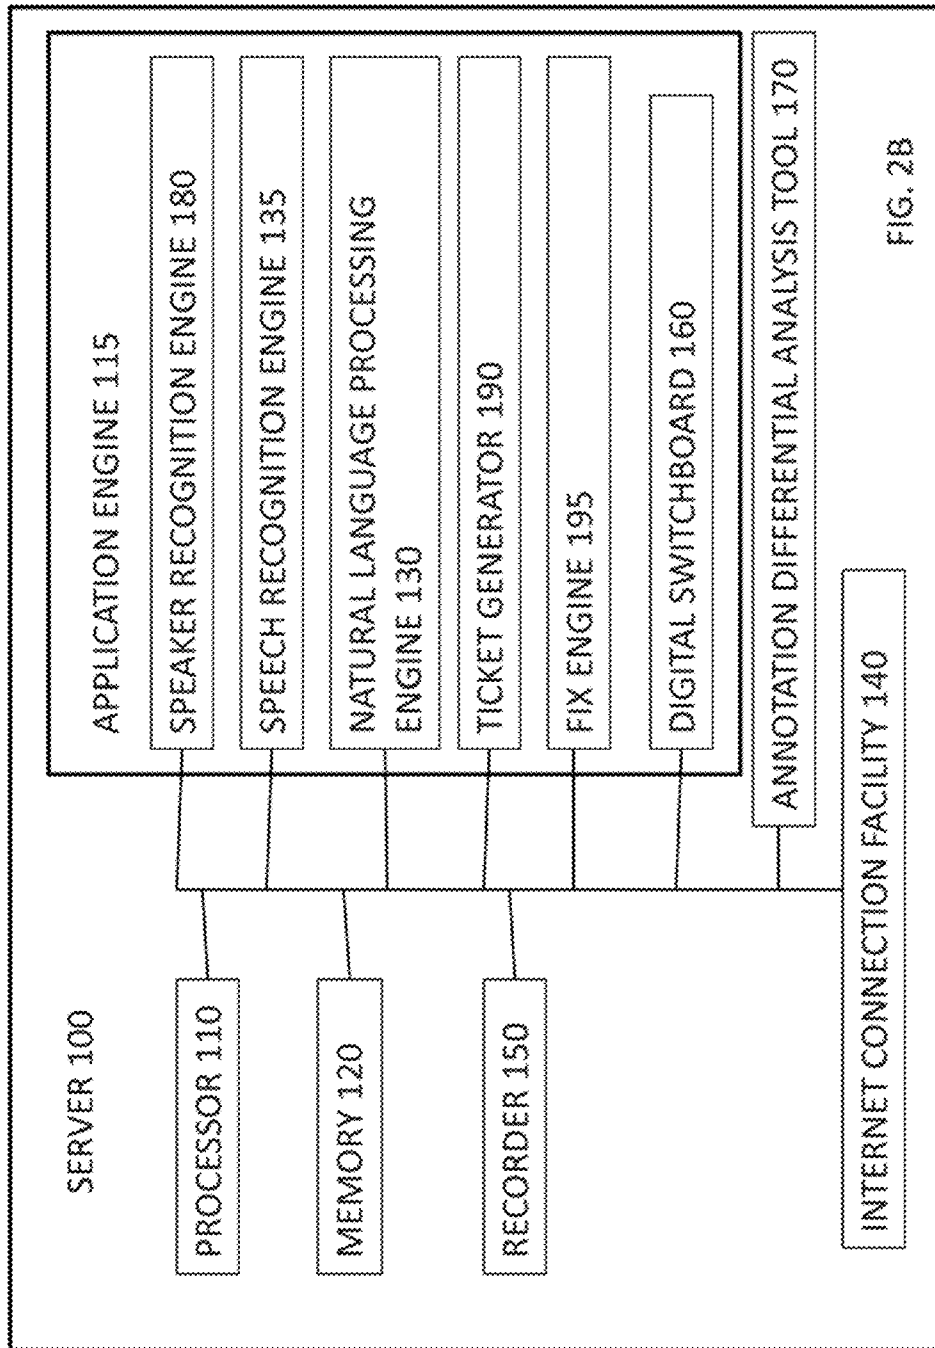 SERVER 100
PROCESSOR 110
MEMORY 120
RECORDER 150
INTERNET CONNECTION FACILITY 140
APPLICATION ENGINE 115
SPEAKER RECOGNITION ENGINE 180
SPEECH RECOGNITION ENGINE 135
NATURAL LANGUAGE PROCESSING
ENGINE 130
TICKET GENERATOR 190
FIX ENGINE 195
DIGITAL SWITCHBOARD 160
ANNOTATION DIFFERENTIAL ANALYSIS TOOL 170
FIG. 2B